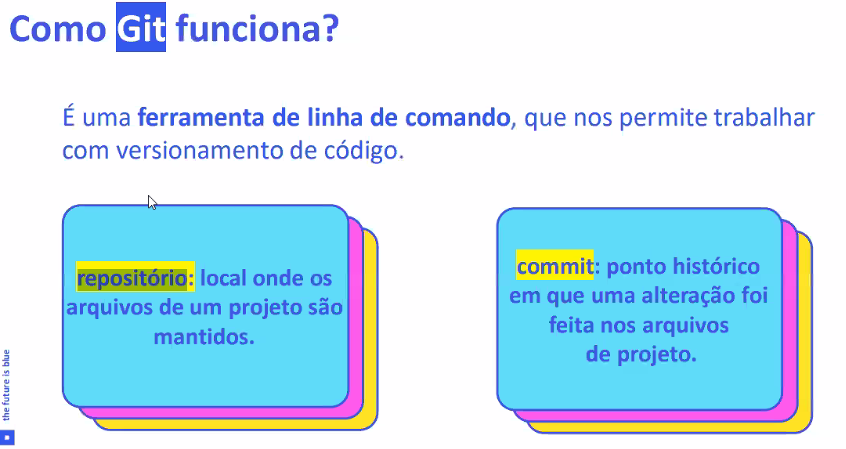 Como Git funciona?
É uma ferramenta de linha de comando, que nos permite trabalhar
com versionamento de código.
repositório: local onde os
arquivos de um projeto são
mantidos.
commit: ponto histórico
em que uma alteração foi
feita nos arquivos
de projeto.
the future is blue